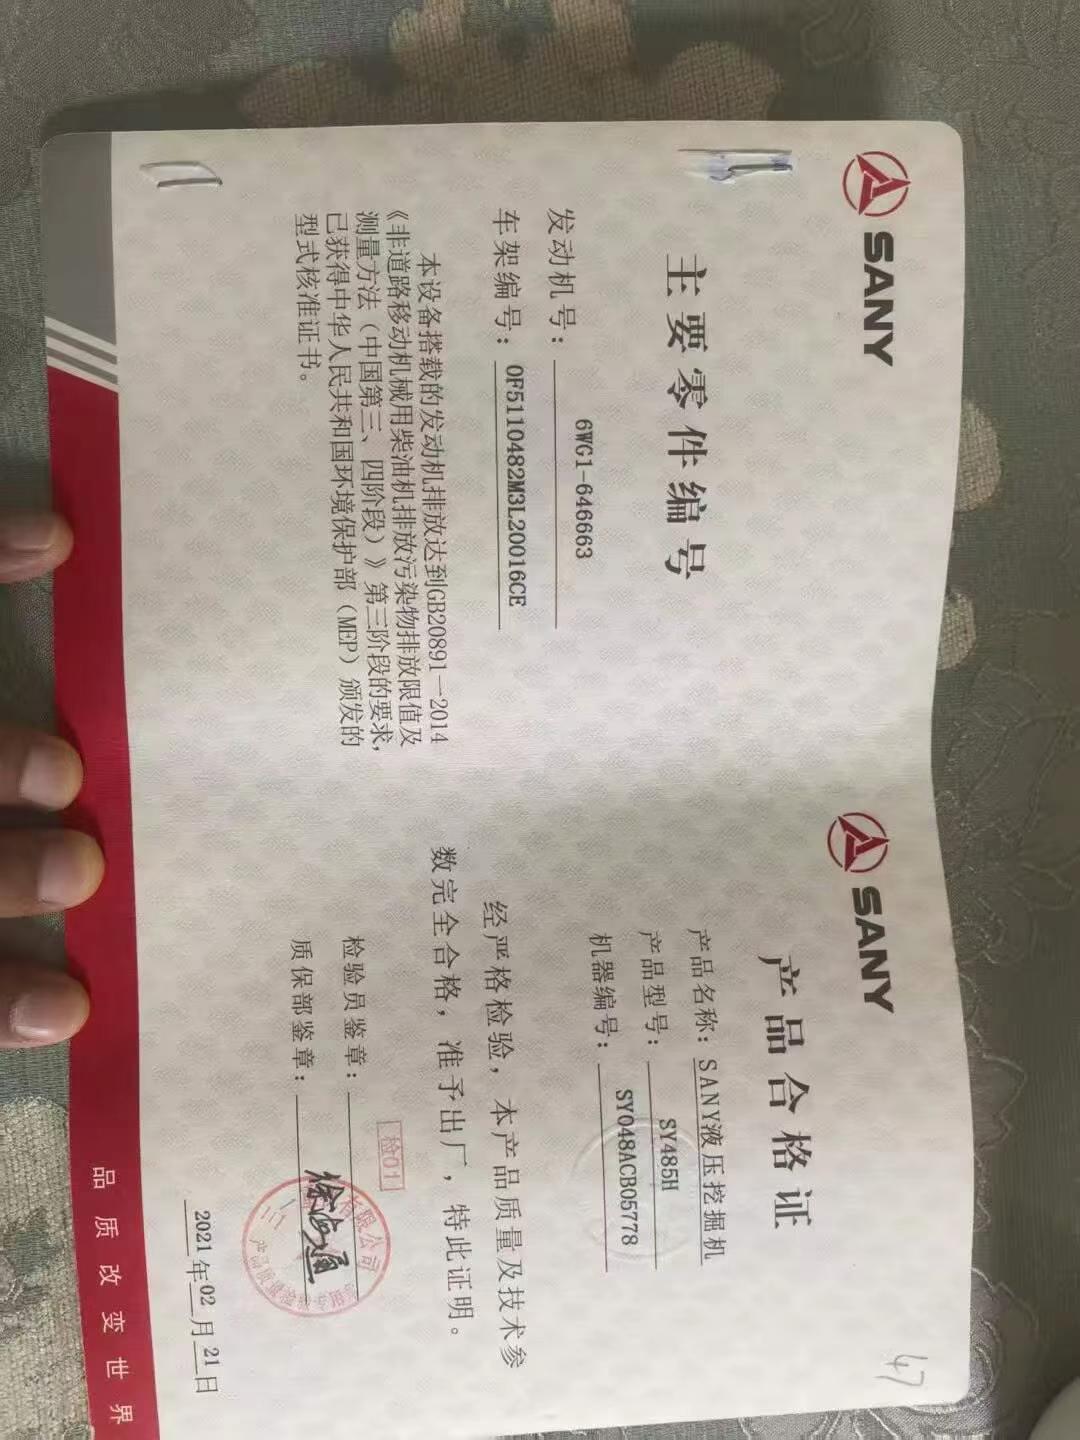 SANY
主要零件编号
发动机号：6WG1-646663
车架编号：OF5110482M3L20016CE
本设备搭载的发动机排放达到GB20891—2014
《非道路移动机械用柴油机排放污染物排放限值及
测量方法（中国第三、四阶段）》第三阶段的要求，
已获得中华人民共和国环境保护部（MEP）颁发的
型式核准证书。
SANY
产品合格证
产品名称：SANY液压挖掘机
产品型号：SY485H
机器编号：SY048ACB05778
经严格检验，本产品质量及技术参
数完全合格，准予出厂，特此证明。
检验员鉴章：
检01
质保部鉴章：
有限公司
2021年02月21日
品质改变世界
47